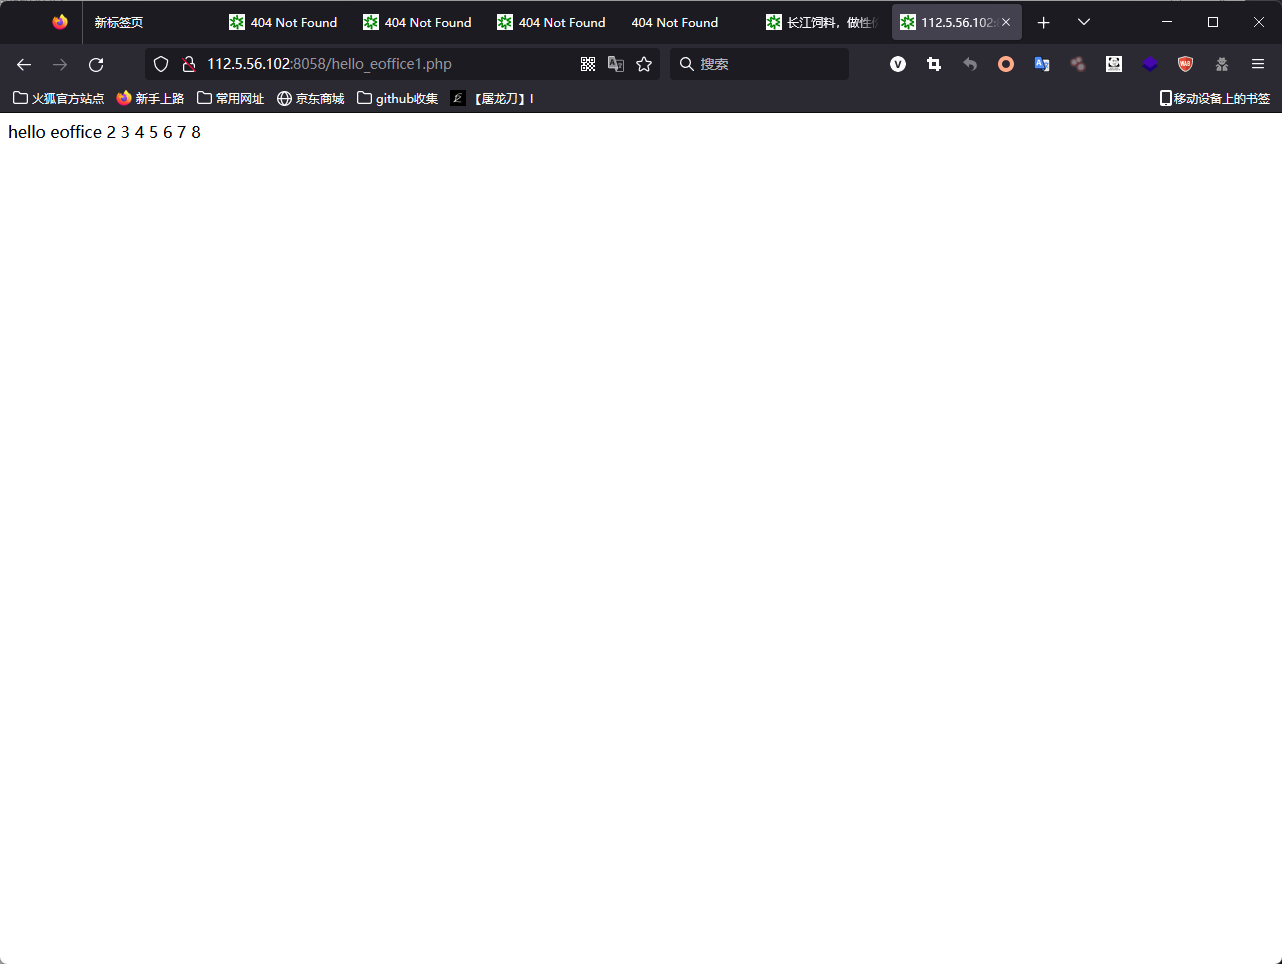 新标签页 404 Not Found 404 Not Found 404 Not Found 404 Not Found 长江饲料，做性 112.5.56.102:
112.5.56.102:8058/hello_eoffice1.php 搜索
火狐官方站点 新手上路 常用网址 京东商城 github收集 【屠龙刀】l 移动设备上的书签
hello eoffice 2 3 4 5 6 7 8